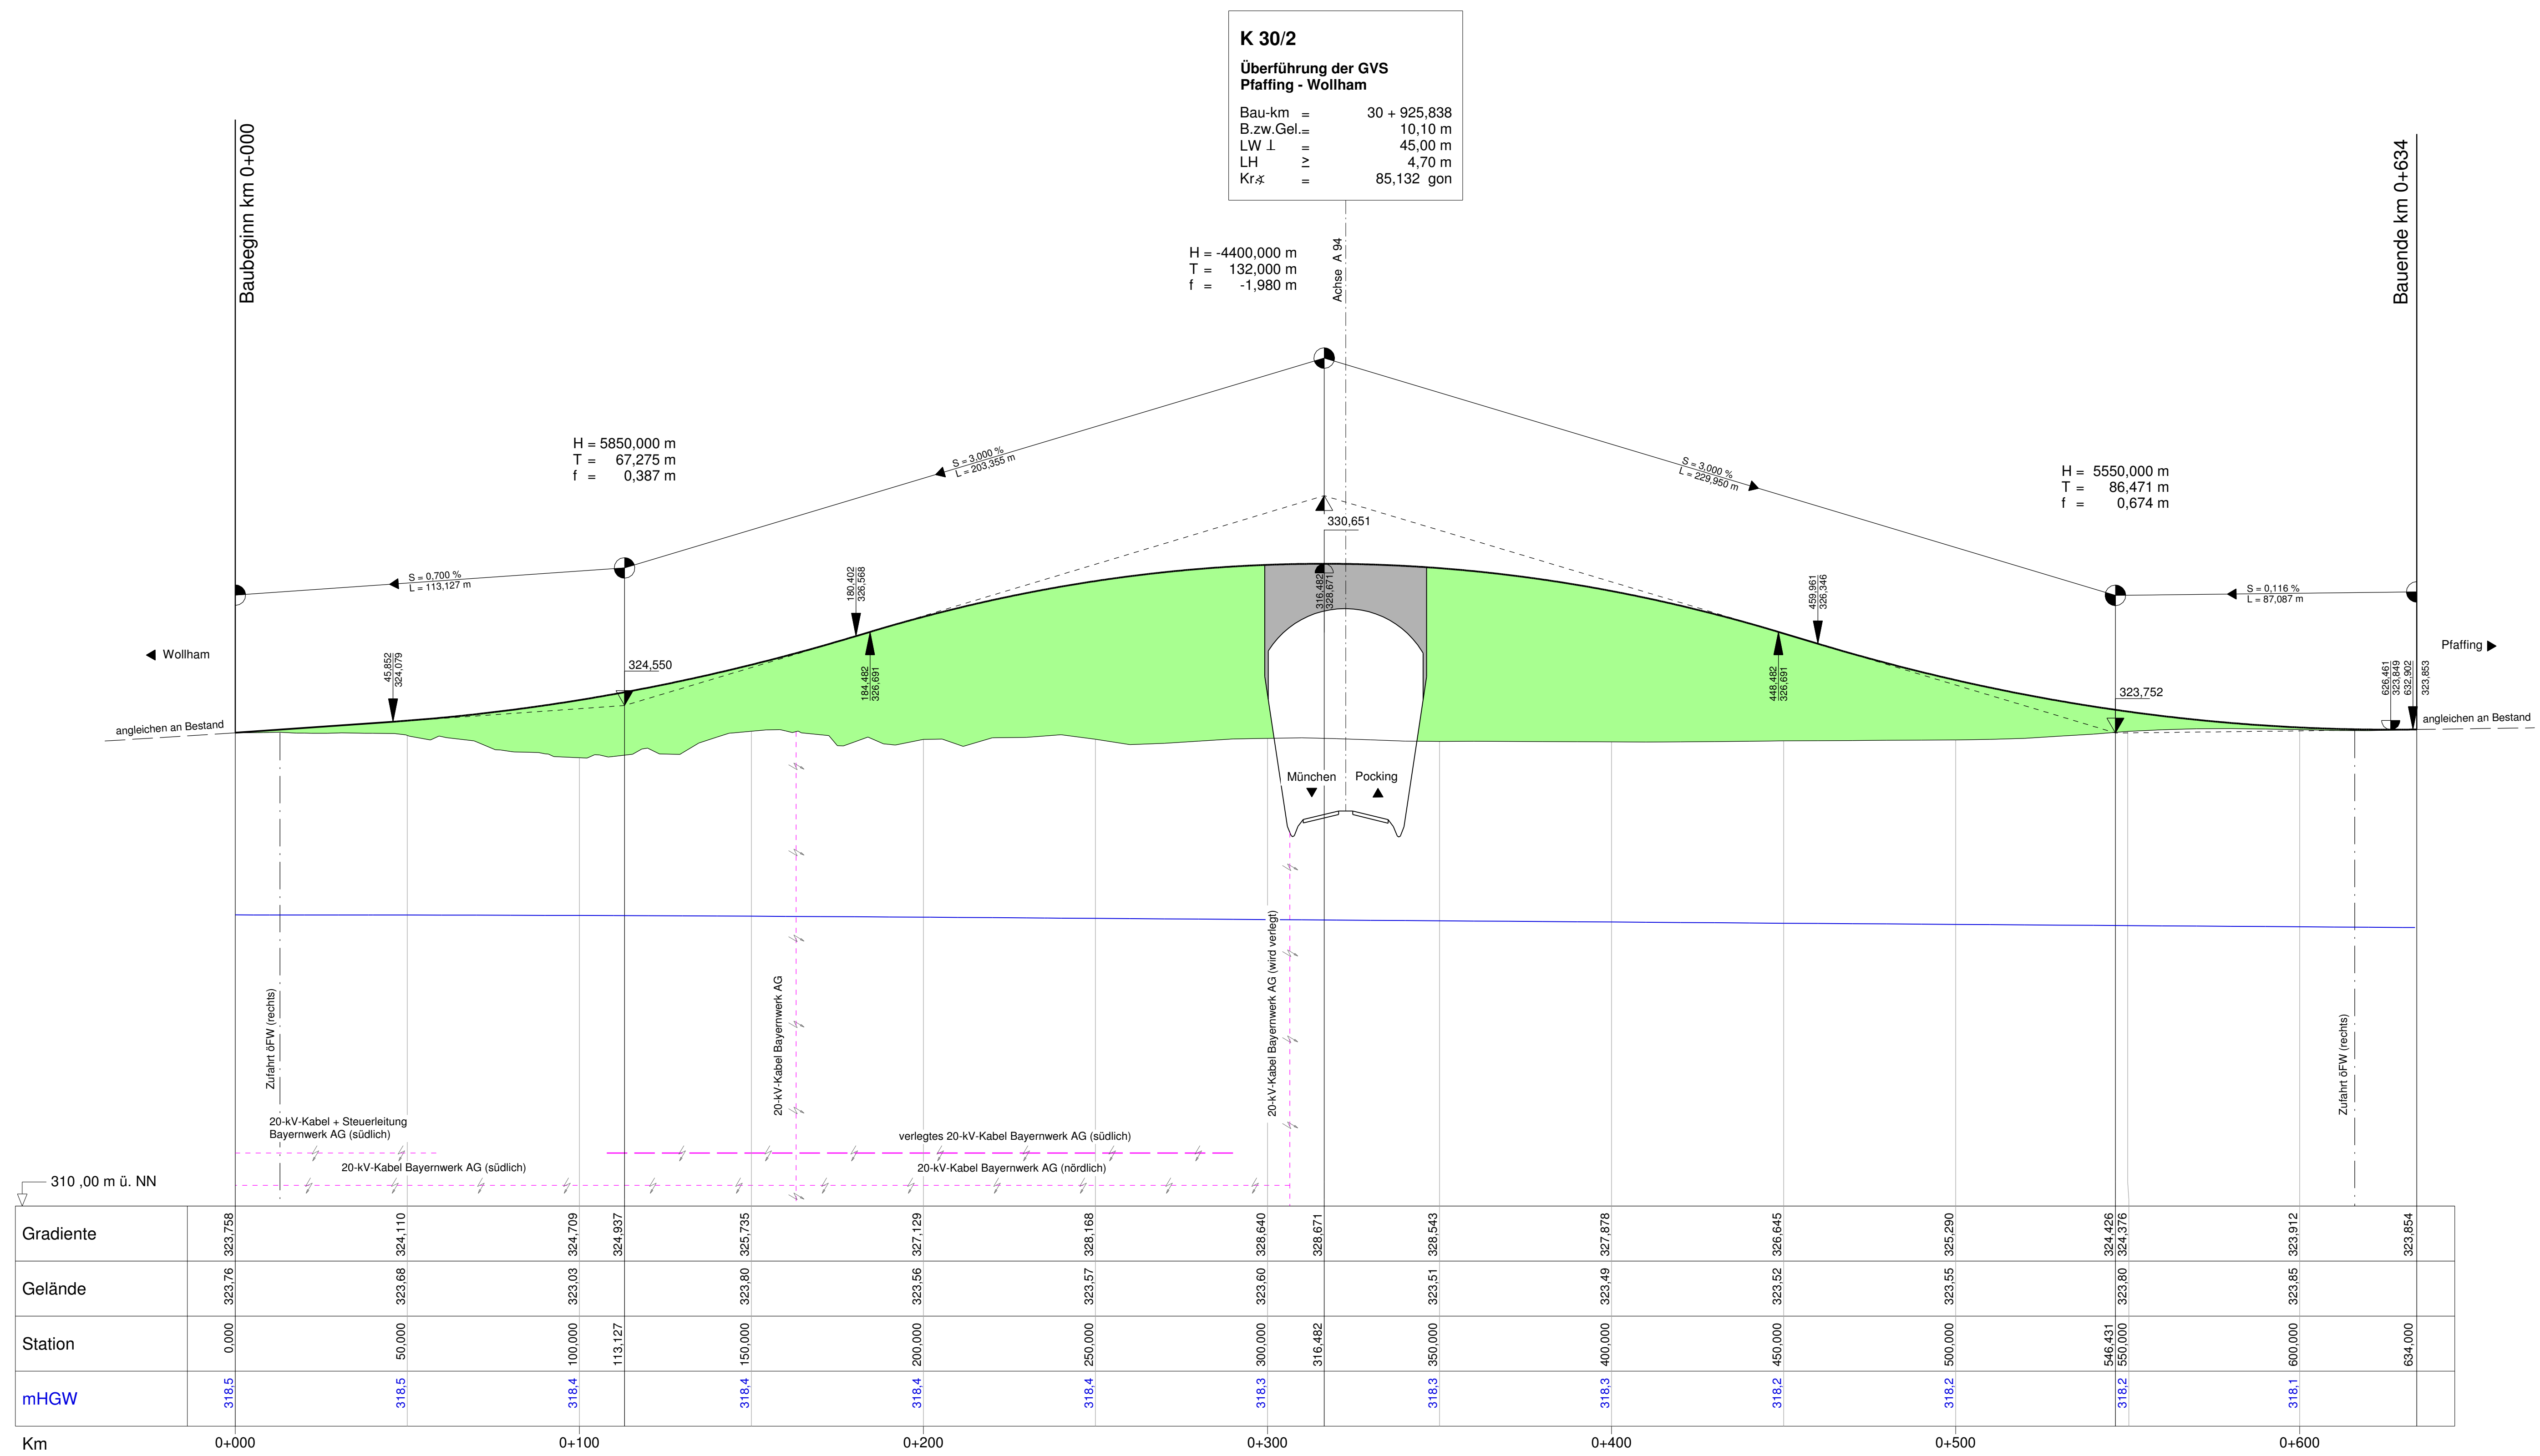 K 30/2
Überführung der GVS
Pfaffing - Wollham
Bau-km = 30 + 925,838
B.zw.Gel.= 10,10 m
LW ⊥ = 45,00 m
LH ≥ 4,70 m
Kr∢ = 85,132 gon
Baubeginn km 0+000
Bauende km 0+634
Achse A 94
H = -4400,000 m
T = 132,000 m
f = -1,980 m
H = 5850,000 m
T = 67,275 m
f = 0,387 m
H = 5550,000 m
T = 86,471 m
f = 0,674 m
S = 0,700 %
L = 113,127 m
S = 3,000 %
L = 203,355 m
S = 3,000 %
L = 229,950 m
S = 0,116 %
L = 87,087 m
330,651
324,550
323,752
45,852
324,079
180,402
326,568
184,482
326,691
316,482
328,671
448,482
326,691
459,961
326,346
626,461
323,849
632,902
323,853
Wollham
Pfaffing
angleichen an Bestand
angleichen an Bestand
München
Pocking
Zufahrt öFW (rechts)
20-kV-Kabel Bayernwerk AG
20-kV-Kabel Bayernwerk AG (wird verlegt)
Zufahrt öFW (rechts)
20-kV-Kabel + Steuerleitung
Bayernwerk AG (südlich)
verlegtes 20-kV-Kabel Bayernwerk AG (südlich)
20-kV-Kabel Bayernwerk AG (südlich)
20-kV-Kabel Bayernwerk AG (nördlich)
310 ,00 m ü. NN
Gradiente 323,758 324,110 324,709 324,937 325,735 327,129 328,168 328,640 328,671 328,543 327,878 326,645 325,290 324,426 324,376 323,912 323,854
Gelände 323,76 323,68 323,03 323,80 323,56 323,57 323,60 323,51 323,49 323,52 323,55 323,80 323,85
Station 0,000 50,000 100,000 113,127 150,000 200,000 250,000 300,000 316,482 350,000 400,000 450,000 500,000 546,431 550,000 600,000 634,000
mHGW 318,5 318,5 318,4 318,4 318,4 318,4 318,3 318,3 318,3 318,2 318,2 318,2 318,1
Km 0+000 0+100 0+200 0+300 0+400 0+500 0+600